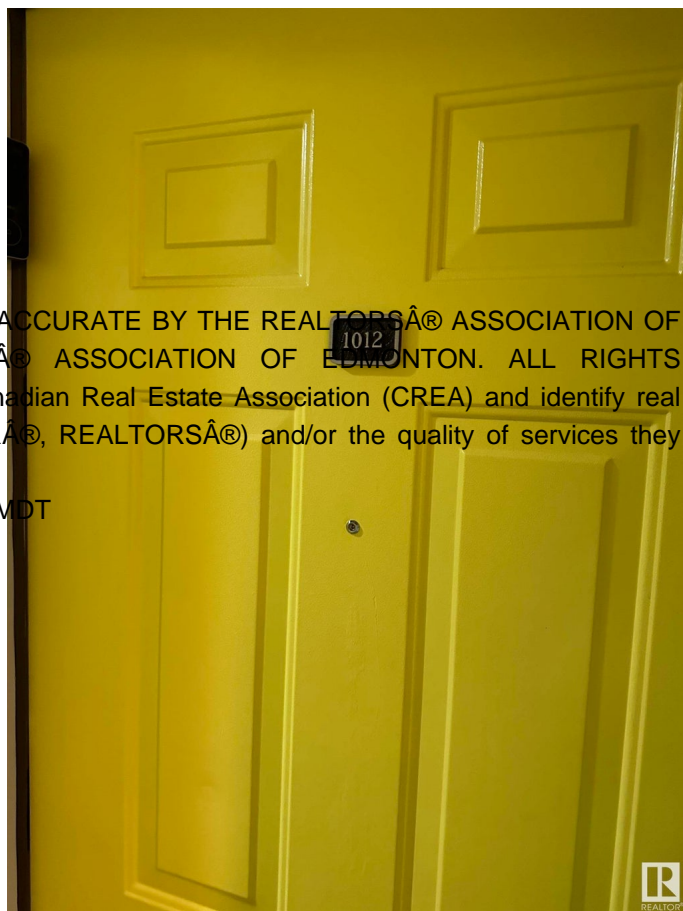 ACCURATE BY THE REALTORSÂ® ASSOCIATION OF
Â® ASSOCIATION OF EDMONTON. ALL RIGHTS
nadian Real Estate Association (CREA) and identify real
Â®, REALTORSÂ®) and/or the quality of services they
MDT
1012
R
REALTOR